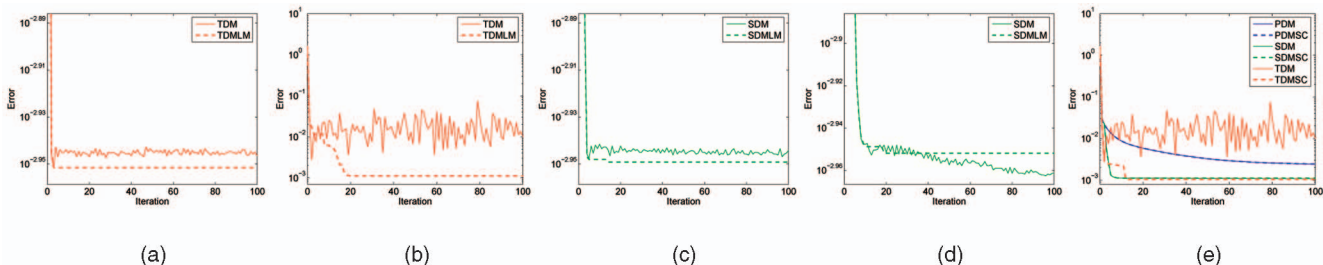 10^-2.89
10^-2.91
10^-2.93
10^-2.95
Error
0 20 40 60 80 100
Iteration
TDM
TDMLM
(a)
10^1
10^0
10^-1
10^-2
10^-3
Error
0 20 40 60 80 100
Iteration
TDM
TDMLM
(b)
10^-2.89
10^-2.91
10^-2.93
10^-2.95
Error
0 20 40 60 80 100
Iteration
SDM
SDMLM
(c)
10^-2.9
10^-2.92
10^-2.94
10^-2.96
Error
0 20 40 60 80 100
Iteration
SDM
SDMLM
(d)
10^1
10^0
10^-1
10^-2
10^-3
Error
0 20 40 60 80 100
Iteration
PDM
PDMSC
SDM
SDMSC
TDM
TDMSC
(e)